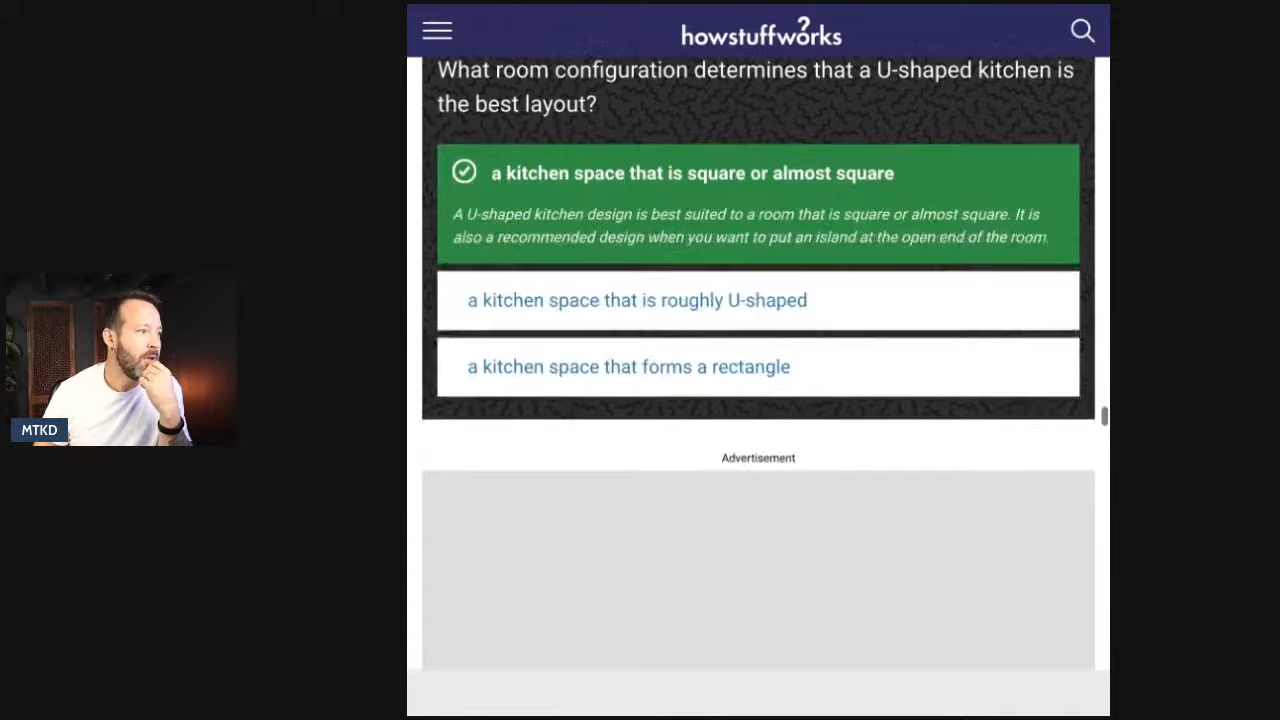 howstuffworks
What room configuration determines that a U-shaped kitchen is
the best layout?
a kitchen space that is square or almost square
A U-shaped kitchen design is best suited to a room that is square or almost square. It is
also a recommended design when you want to put an island at the open end of the room.
a kitchen space that is roughly U-shaped
a kitchen space that forms a rectangle
MTKD
Advertisement